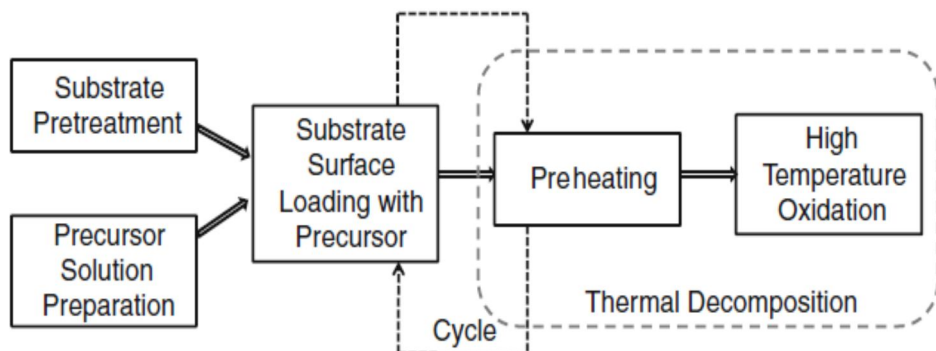 Substrate
Pretreatment
Precursor
Solution
Preparation
Substrate
Surface
Loading with
Precursor
Preheating
High
Temperature
Oxidation
Thermal Decomposition
Cycle